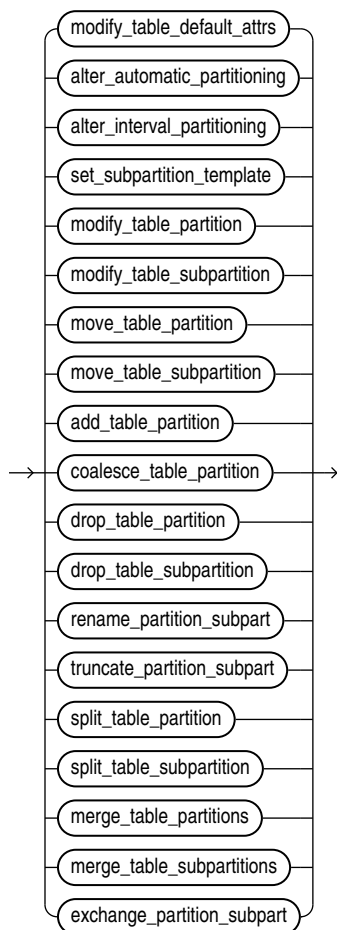 modify_table_default_attrs
alter_automatic_partitioning
alter_interval_partitioning
set_subpartition_template
modify_table_partition
modify_table_subpartition
move_table_partition
move_table_subpartition
add_table_partition
coalesce_table_partition
drop_table_partition
drop_table_subpartition
rename_partition_subpart
truncate_partition_subpart
split_table_partition
split_table_subpartition
merge_table_partitions
merge_table_subpartitions
exchange_partition_subpart